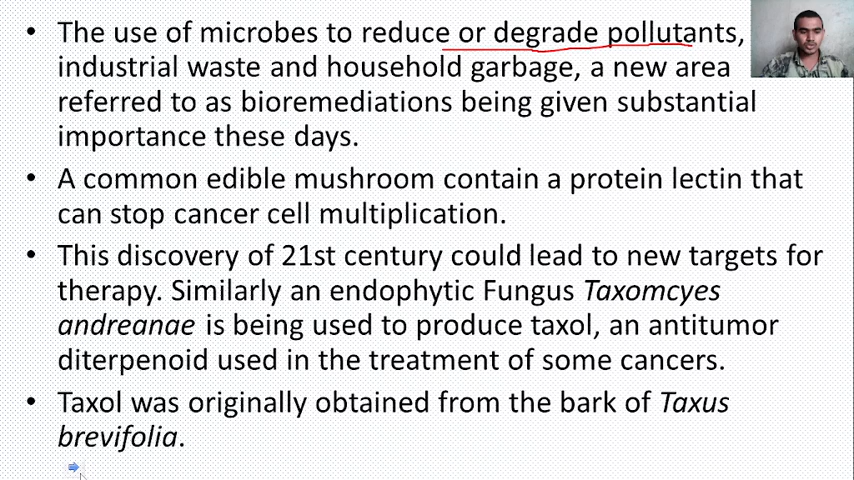 • The use of microbes to reduce or degrade pollutants,
industrial waste and household garbage, a new area
referred to as bioremediations being given substantial
importance these days.
• A common edible mushroom contain a protein lectin that
can stop cancer cell multiplication.
• This discovery of 21st century could lead to new targets for
therapy. Similarly an endophytic Fungus Taxomcyes
andreanae is being used to produce taxol, an antitumor
diterpenoid used in the treatment of some cancers.
• Taxol was originally obtained from the bark of Taxus
brevifolia.